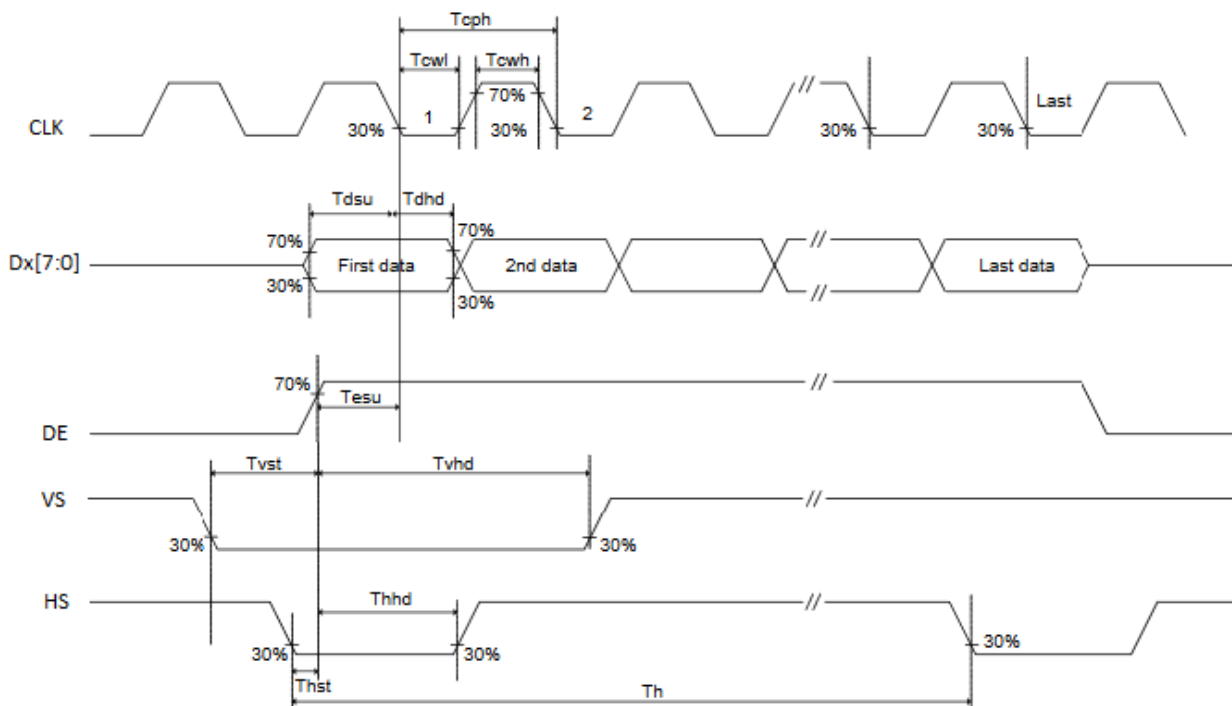 Tcph
Tcwl Tcwh
CLK 30% 1 70% 30% 2 30% 30% Last
Tdsu Tdhd
70% 70%
Dx[7:0] First data 2nd data Last data
30% 30%
70%
Tesu
DE
Tvst Tvhd
VS
30% 30%
HS Thhd
30% 30% 30%
Thst Th